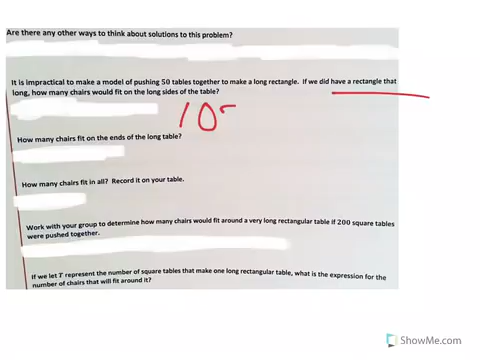 Are there any other ways to think about solutions to this problem?
It is impractical to make a model of pushing 50 tables together to make a long rectangle. If we did have a rectangle that
long, how many chairs would fit on the long sides of the table?
How many chairs fit on the ends of the long table?
How many chairs fit in all? Record it on your table.
Work with your group to determine how many chairs would fit around a very long rectangular table if 200 square tables
were pushed together.
If we let T represent the number of square tables that make one long rectangular table, what is the expression for the
number of chairs that will fit around it?
ShowMe.com